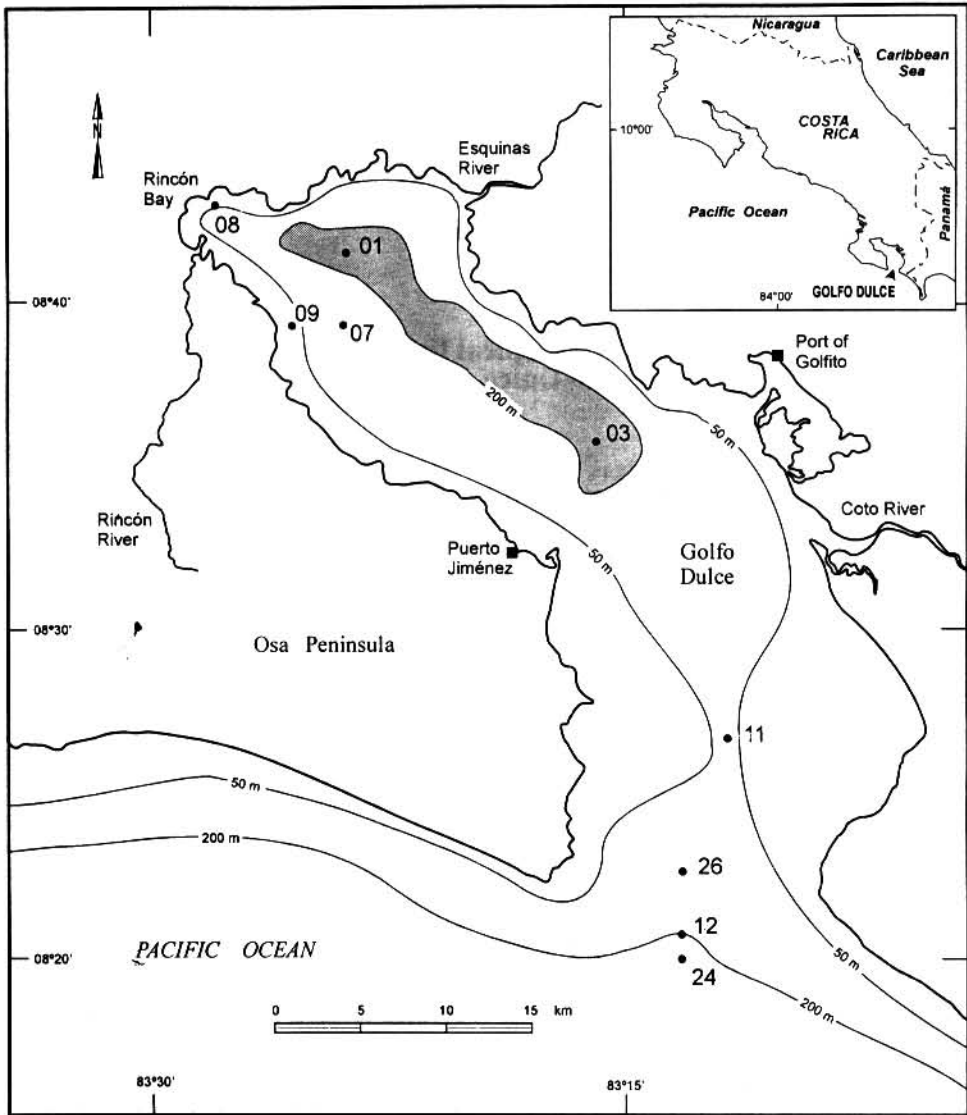 Nicaragua
Caribbean
Sea
10°00'
COSTA
RICA
Pacific Ocean
Panamá
84°00'
GOLFO DULCE
N
Esquinas
River
Rincón
Bay
08
01
08°40'
09
07
Port of
Golfito
200 m
03
50 m
Coto River
Rincón
River
Puerto
Jiménez
50 m
Golfo
Dulce
08°30'
Osa Peninsula
11
50 m
200 m
26
12
PACIFIC OCEAN
08°20'
24
50 m
200 m
0 5 10 15 km
83°30'
83°15'